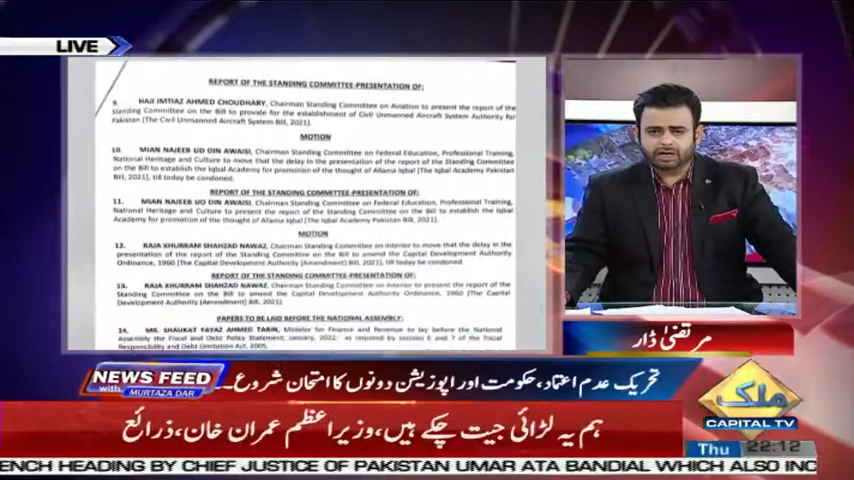 LIVE
REPORT OF THE STANDING COMMITTEE-PRESENTATION OF:
9. HAJI IMTIAZ AHMED CHOUDHARY, Chairman Standing Committee on Aviation to present the report of the
Standing Committee on the Bill to provide for the establishment of Civil Unmanned Aircraft System Authority for
Pakistan [The Civil Unmanned Aircraft System Bill, 2021].
MOTION
10. MIAN NAJEEB UD DIN AWAISI, Chairman Standing Committee on Federal Education, Professional Training,
National Heritage and Culture to move that the delay in the presentation of the report of the Standing Committee
on the Bill to establish the Iqbal Academy for promotion of the thought of Allama Iqbal [The Iqbal Academy Pakistan
Bill, 2021], till today be condoned.
REPORT OF THE STANDING COMMITTEE-PRESENTATION OF:
11. MIAN NAJEEB UD DIN AWAISI, Chairman Standing Committee on Federal Education, Professional Training,
National Heritage and Culture to present the report of the Standing Committee on the Bill to establish the Iqbal
Academy for promotion of the thought of Allama Iqbal [The Iqbal Academy Pakistan Bill, 2021].
MOTION
12. RAJA KHURRAM SHAHZAD NAWAZ, Chairman Standing Committee on Interior to move that the delay in the
presentation of the report of the Standing Committee on the Bill to amend the Capital Development Authority
Ordinance, 1960 [The Capital Development Authority (Amendment) Bill, 2021], till today be condoned.
REPORT OF THE STANDING COMMITTEE-PRESENTATION OF:
13. RAJA KHURRAM SHAHZAD NAWAZ, Chairman Standing Committee on Interior to present the report of the
Standing Committee on the Bill to amend the Capital Development Authority Ordinance, 1960 [The Capital
Development Authority (Amendment) Bill, 2021].
PAPERS TO BE LAID BEFORE THE NATIONAL ASSEMBLY:
14. MR. SHAUKAT FAYAZ AHMED TARIN, Minister for Finance and Revenue to lay before the National
Assembly the Fiscal and Debt Policy Statement, January, 2022, as required by section 6 and 7 of the Fiscal
Responsibility and Debt Limitation Act, 2005.
مرتضیٰ ڈار
NEWS FEED
with MURTAZA DAR
تحریک عدم اعتماد، حکومت اور اپوزیشن دونوں کا امتحان شروع۔۔
ملک
CAPITAL TV
ہم یہ لڑائی جیت چکے ہیں، وزیراعظم عمران خان، ذرائع
Thu 22:12
ENCH HEADING BY CHIEF JUSTICE OF PAKISTAN UMAR ATA BANDIAL WHICH ALSO INC